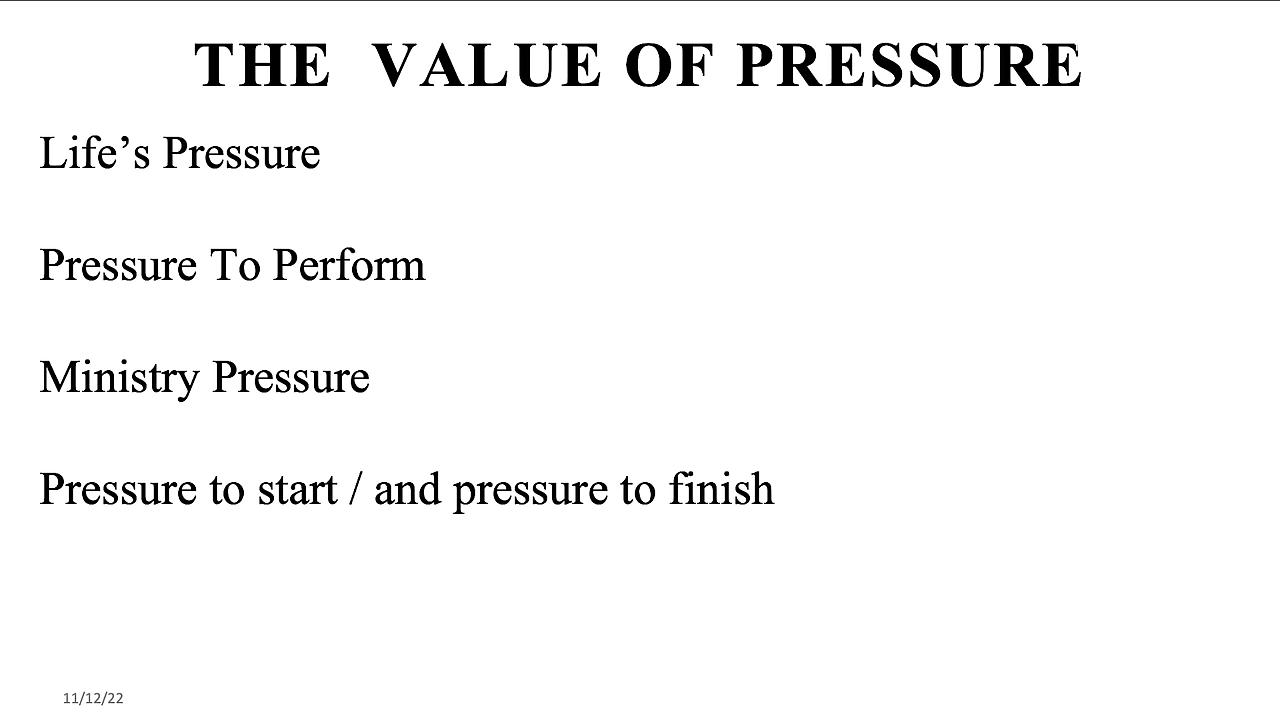 THE  VALUE OF PRESSURE
Life’s Pressure
Pressure To Perform
Ministry Pressure
Pressure to start / and pressure to finish
11/12/22